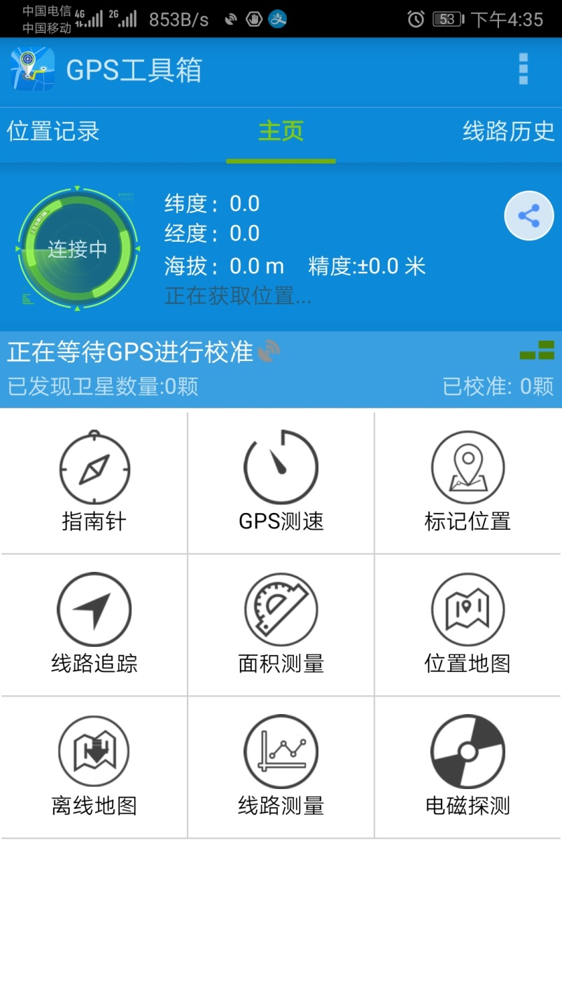 中国电信 4G 2G 853B/s 53 下午4:35
中国移动
GPS工具箱
位置记录 主页 线路历史
连接中
纬度： 0.0
经度： 0.0
海拔： 0.0 m 精度:±0.0 米
正在获取位置...
正在等待GPS进行校准
已发现卫星数量:0颗 已校准: 0颗
指南针 GPS测速 标记位置
线路追踪 面积测量 位置地图
离线地图 线路测量 电磁探测